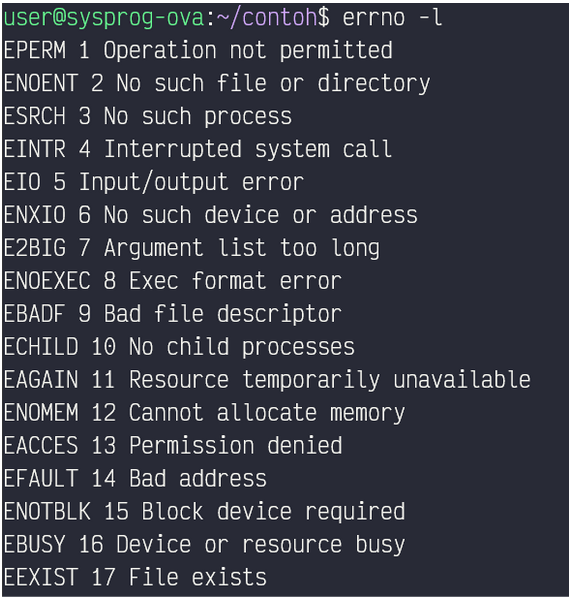 user@sysprog-ova:~/contoh$ errno -l
EPERM 1 Operation not permitted
ENOENT 2 No such file or directory
ESRCH 3 No such process
EINTR 4 Interrupted system call
EIO 5 Input/output error
ENXIO 6 No such device or address
E2BIG 7 Argument list too long
ENOEXEC 8 Exec format error
EBADF 9 Bad file descriptor
ECHILD 10 No child processes
EAGAIN 11 Resource temporarily unavailable
ENOMEM 12 Cannot allocate memory
EACCES 13 Permission denied
EFAULT 14 Bad address
ENOTBLK 15 Block device required
EBUSY 16 Device or resource busy
EEXIST 17 File exists